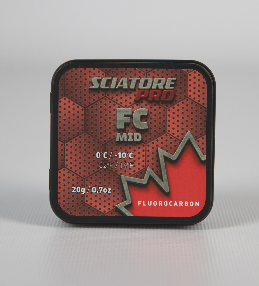 SCIATORE
PRO
FC
MID
0°C / -10°C
20g / 0,7oz
FLUOROCARBON